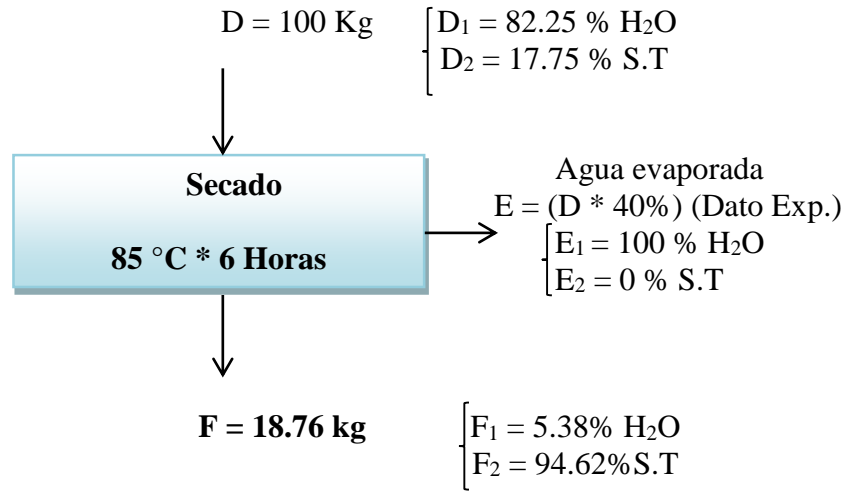 D = 100 Kg
D₁ = 82.25 % H₂O
D₂ = 17.75 % S.T
Secado
85 °C * 6 Horas
Agua evaporada
E = (D * 40%) (Dato Exp.)
E₁ = 100 % H₂O
E₂ = 0 % S.T
F = 18.76 kg
F₁ = 5.38% H₂O
F₂ = 94.62%S.T